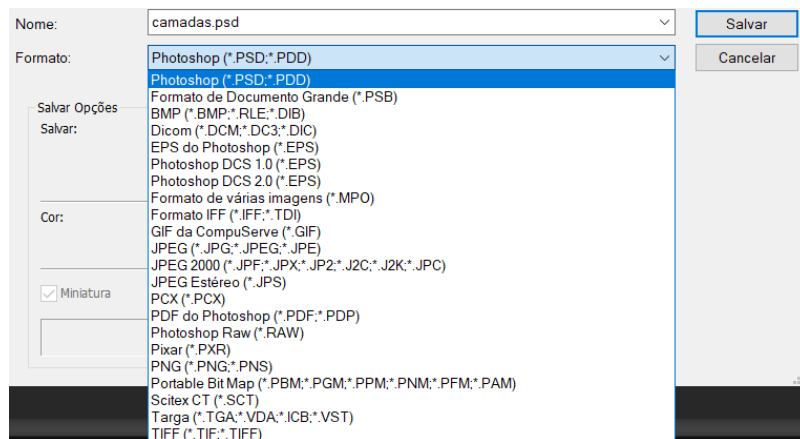 Nome: camadas.psd Salvar
Formato: Photoshop (*.PSD;*.PDD) Cancelar
Photoshop (*.PSD;*.PDD)
Formato de Documento Grande (*.PSB)
Salvar Opções BMP (*.BMP;*.RLE;*.DIB)
Salvar: Dicom (*.DCM;*.DC3;*.DIC)
EPS do Photoshop (*.EPS)
Photoshop DCS 1.0 (*.EPS)
Photoshop DCS 2.0 (*.EPS)
Formato de várias imagens (*.MPO)
Cor: Formato IFF (*.IFF;*.TDI)
GIF da CompuServe (*.GIF)
JPEG (*.JPG;*.JPEG;*.JPE)
JPEG 2000 (*.JPF;*.JPX;*.JP2;*.J2C;*.J2K;*.JPC)
JPEG Estéreo (*.JPS)
Miniatura PCX (*.PCX)
PDF do Photoshop (*.PDF;*.PDP)
Photoshop Raw (*.RAW)
Pixar (*.PXR)
PNG (*.PNG;*.PNS)
Portable Bit Map (*.PBM;*.PGM;*.PPM;*.PNM;*.PFM;*.PAM)
Scitex CT (*.SCT)
Targa (*.TGA;*.VDA;*.ICB;*.VST)
TIFF (*.TIF;*.TIFF)